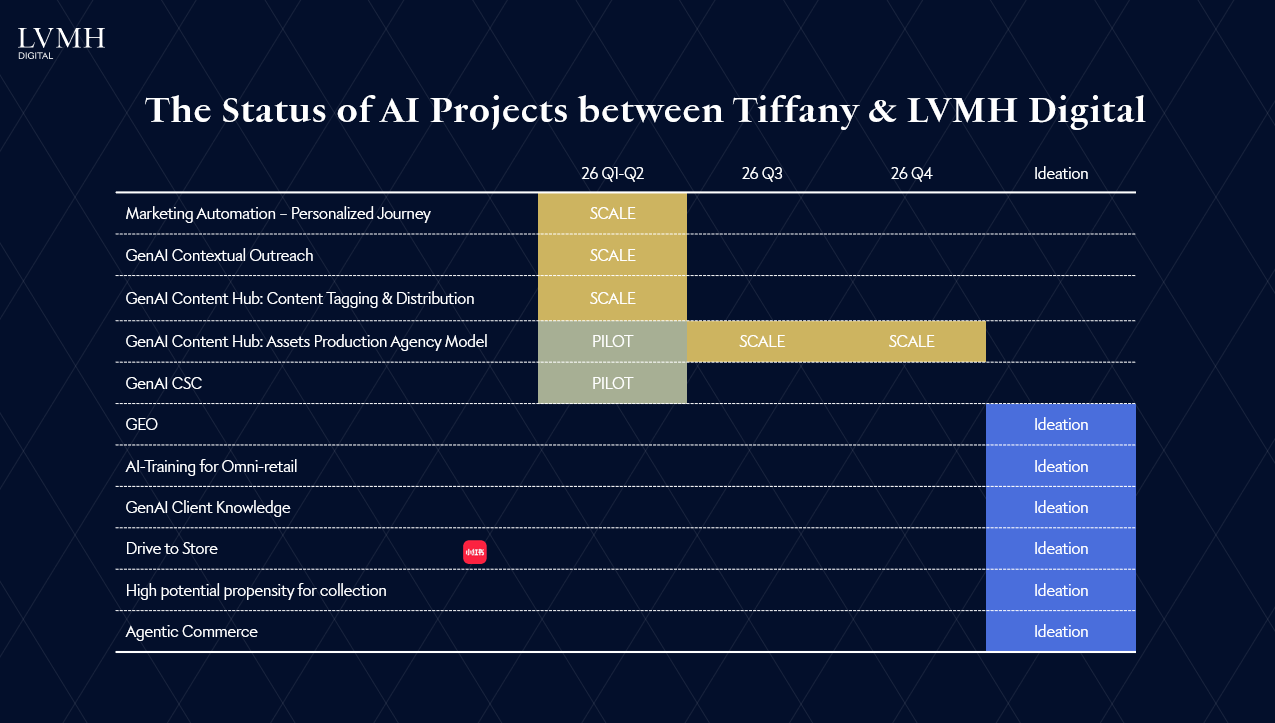 LVMH
DIGITAL
The Status of AI Projects between Tiffany & LVMH Digital
26 Q1-Q2 26 Q3 26 Q4 Ideation
Marketing Automation – Personalized Journey SCALE
GenAI Contextual Outreach SCALE
GenAI Content Hub: Content Tagging & Distribution SCALE
GenAI Content Hub: Assets Production Agency Model PILOT SCALE SCALE
GenAI CSC PILOT
GEO Ideation
AI-Training for Omni-retail Ideation
GenAI Client Knowledge Ideation
Drive to Store 小红书 Ideation
High potential propensity for collection Ideation
Agentic Commerce Ideation